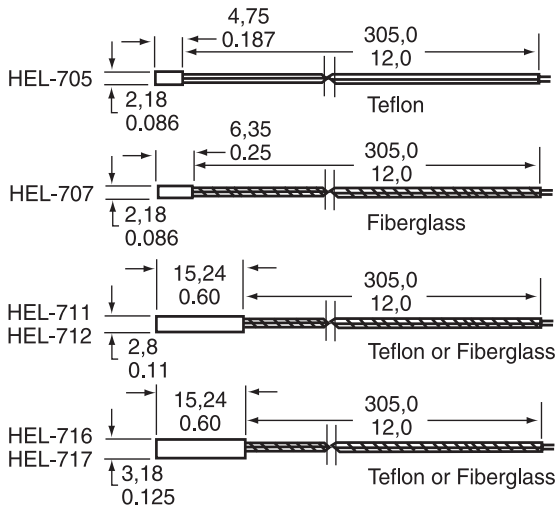 4,75
0.187
305,0
12,0
HEL-705
2,18
0.086
Teflon
6,35
0.25
305,0
12,0
HEL-707
2,18
0.086
Fiberglass
15,24
0.60
305,0
12,0
HEL-711
HEL-712
2,8
0.11
Teflon or Fiberglass
15,24
0.60
305,0
12,0
HEL-716
HEL-717
3,18
0.125
Teflon or Fiberglass